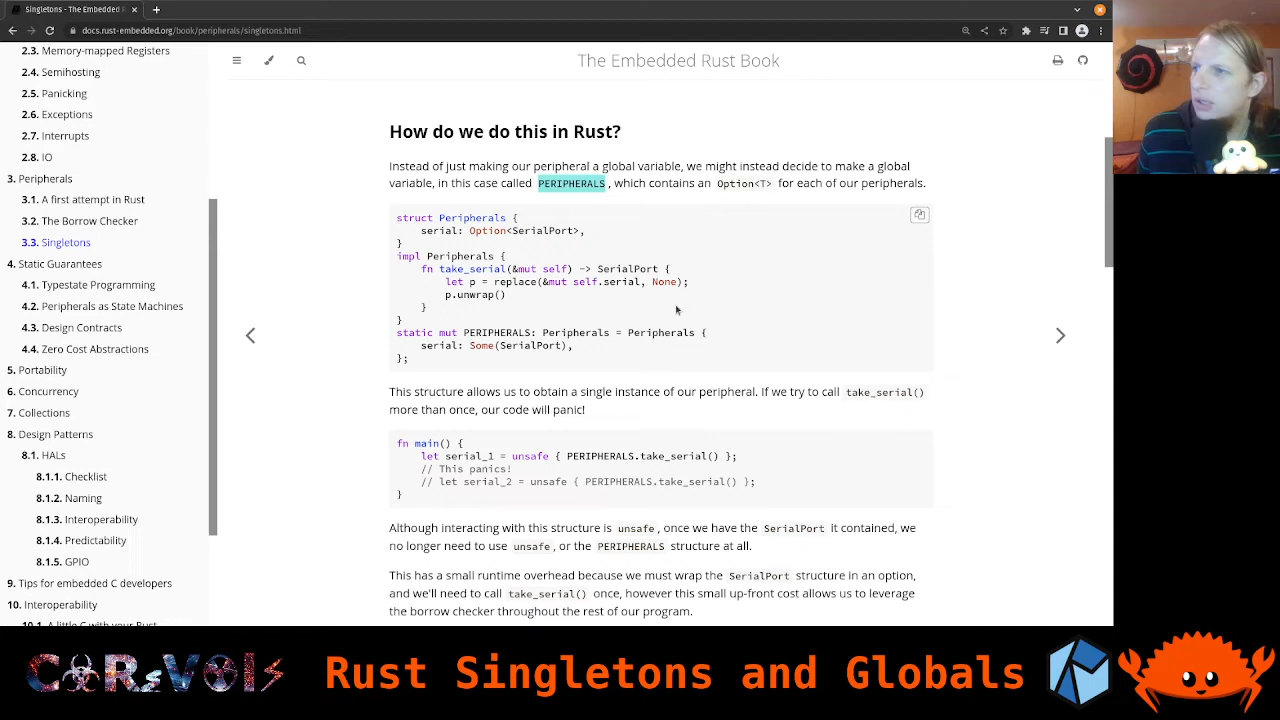 Singletons - The Embedded R
docs.rust-embedded.org/book/peripherals/singletons.html
2.3. Memory-mapped Registers
2.4. Semihosting
2.5. Panicking
2.6. Exceptions
2.7. Interrupts
2.8. IO
3. Peripherals
3.1. A first attempt in Rust
3.2. The Borrow Checker
3.3. Singletons
4. Static Guarantees
4.1. Typestate Programming
4.2. Peripherals as State Machines
4.3. Design Contracts
4.4. Zero Cost Abstractions
5. Portability
6. Concurrency
7. Collections
8. Design Patterns
8.1. HALs
8.1.1. Checklist
8.1.2. Naming
8.1.3. Interoperability
8.1.4. Predictability
8.1.5. GPIO
9. Tips for embedded C developers
10. Interoperability
10.1. A little C with your Rust
The Embedded Rust Book
How do we do this in Rust?
Instead of just making our peripheral a global variable, we might instead decide to make a global
variable, in this case called PERIPHERALS, which contains an Option<T> for each of our peripherals.
struct Peripherals {
    serial: Option<SerialPort>,
}
impl Peripherals {
    fn take_serial(&mut self) -> SerialPort {
        let p = replace(&mut self.serial, None);
        p.unwrap()
    }
}
static mut PERIPHERALS: Peripherals = Peripherals {
    serial: Some(SerialPort),
};
This structure allows us to obtain a single instance of our peripheral. If we try to call take_serial()
more than once, our code will panic!
fn main() {
    let serial_1 = unsafe { PERIPHERALS.take_serial() };
    // This panics!
    // let serial_2 = unsafe { PERIPHERALS.take_serial() };
}
Although interacting with this structure is unsafe, once we have the SerialPort it contained, we
no longer need to use unsafe, or the PERIPHERALS structure at all.
This has a small runtime overhead because we must wrap the SerialPort structure in an option,
and we'll need to call take_serial() once, however this small up-front cost allows us to leverage
the borrow checker throughout the rest of our program.
Rust Singletons and Globals